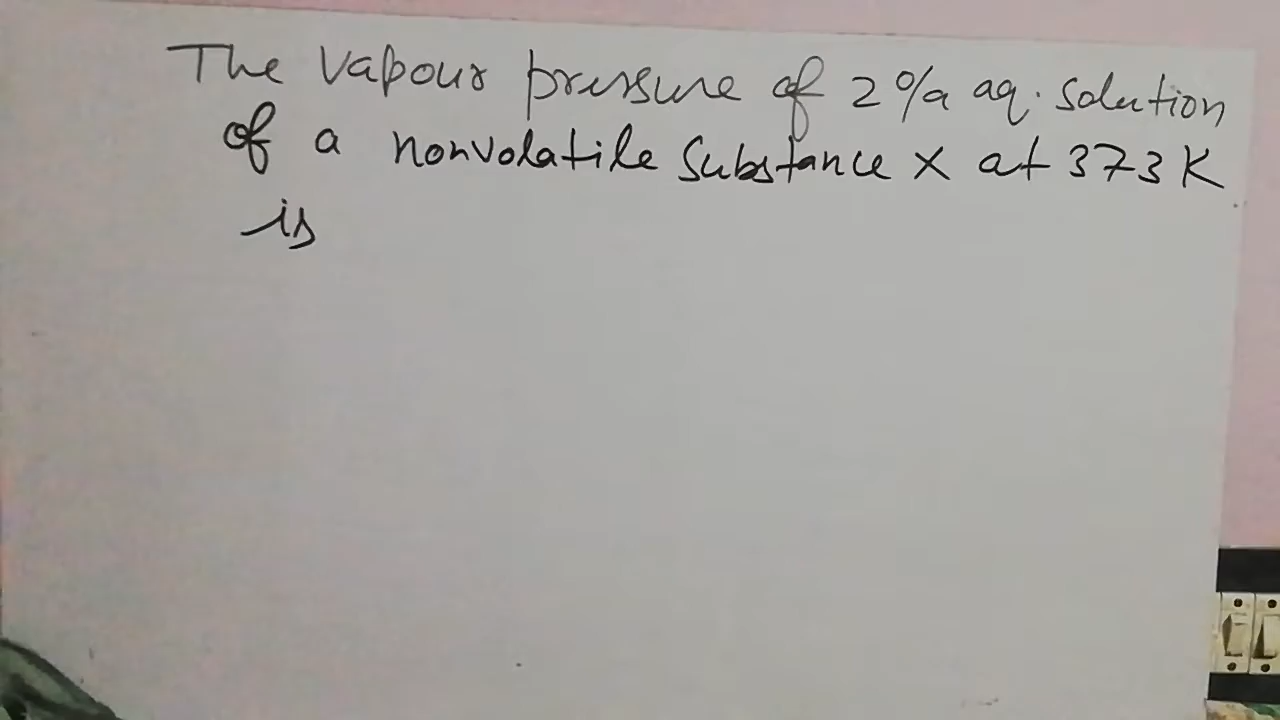 The Vapour pressure of 2% aq. solution
of a nonvolatile substance X at 373 K
is